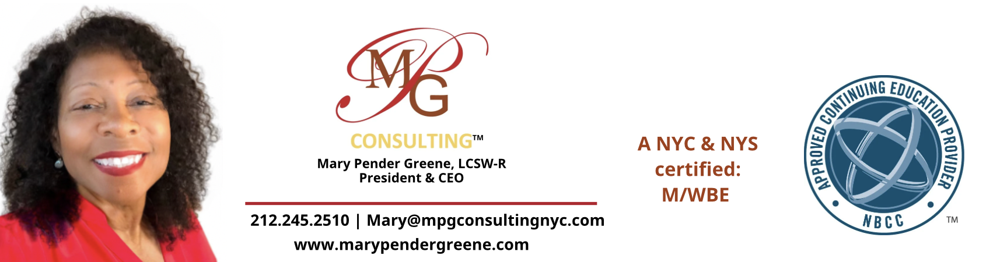 MPG
CONSULTING™
Mary Pender Greene, LCSW-R
President & CEO
212.245.2510 | Mary@mpgconsultingnyc.com
www.marypendergreene.com
A NYC & NYS
certified:
M/WBE
APPROVED CONTINUING EDUCATION PROVIDER
NBCC
TM